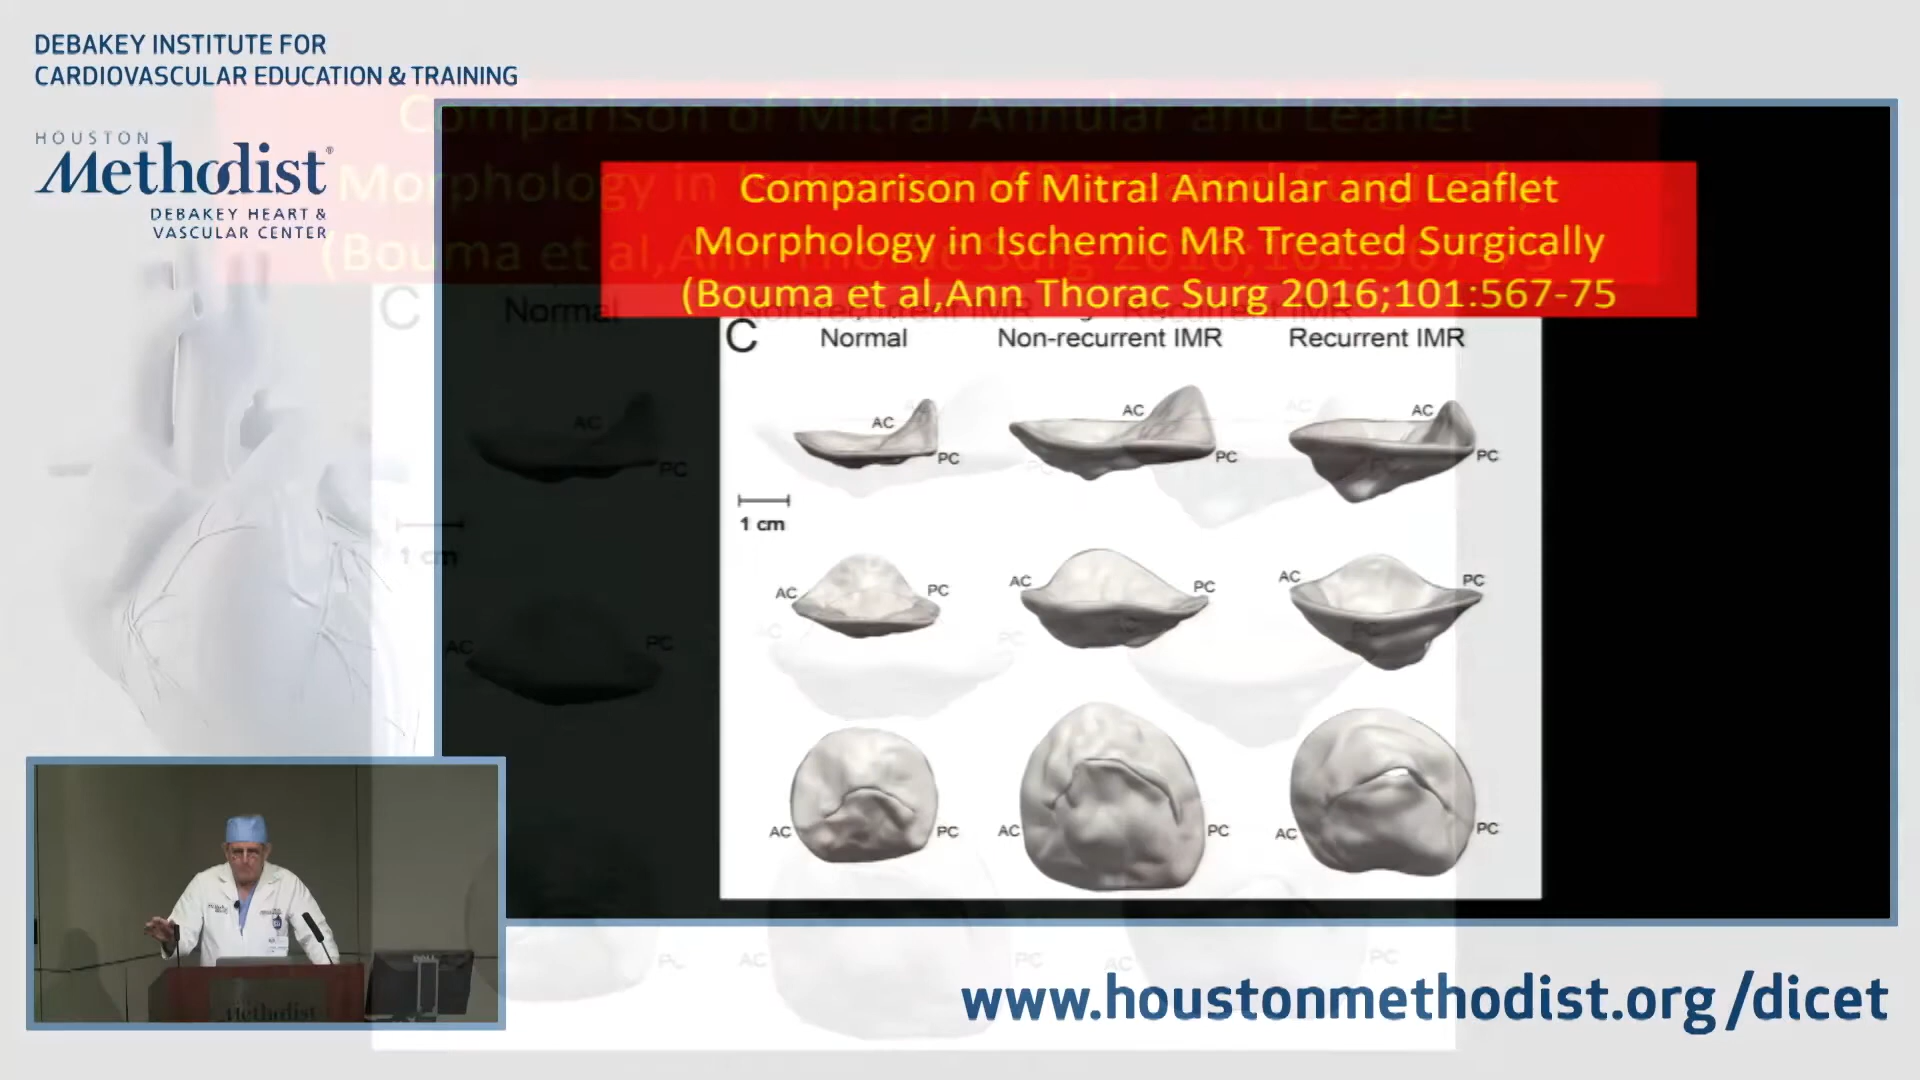 DEBAKEY INSTITUTE FOR
CARDIOVASCULAR EDUCATION & TRAINING
HOUSTON
Methodist®
DEBAKEY HEART &
VASCULAR CENTER
Comparison of Mitral Annular and Leaflet
Morphology in Ischemic MR Treated Surgically
(Bouma et al,Ann Thorac Surg 2016;101:567-75
C
Normal Non-recurrent IMR Recurrent IMR
AC PC AC PC AC PC
1 cm
AC PC AC PC AC PC
AC PC AC PC AC PC
Methodist
DELL
www.houstonmethodist.org/dicet